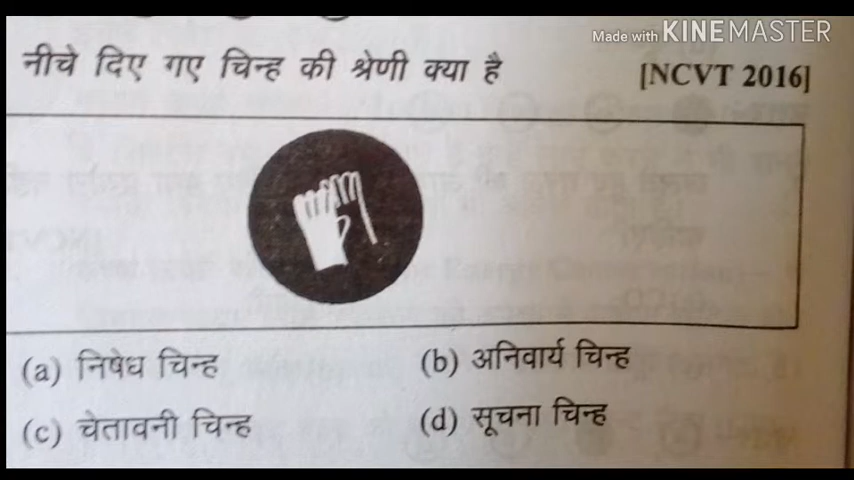 Made with KINEMASTER
नीचे दिए गए चिन्ह की श्रेणी क्या है [NCVT 2016]
(a) निषेध चिन्ह (b) अनिवार्य चिन्ह
(c) चेतावनी चिन्ह (d) सूचना चिन्ह